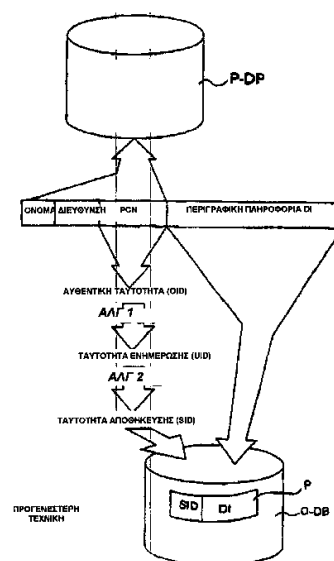 P-DP
ΟΝΟΜΑ ΔΙΕΥΘΥΝΣΗ PCN ΠΕΡΙΓΡΑΦΙΚΗ ΠΛΗΡΟΦΟΡΙΑ DI
ΑΥΘΕΝΤΙΚΗ ΤΑΥΤΟΤΗΤΑ (OID)
ΑΛΓ 1
ΤΑΥΤΟΤΗΤΑ ΕΝΗΜΕΡΩΣΗΣ (UID)
ΑΛΓ 2
ΤΑΥΤΟΤΗΤΑ ΑΠΟΘΗΚΕΥΣΗΣ (SID)
P
SID DI
O-DB
ΠΡΟΓΕΝΕΣΤΕΡΗ
ΤΕΧΝΙΚΗ